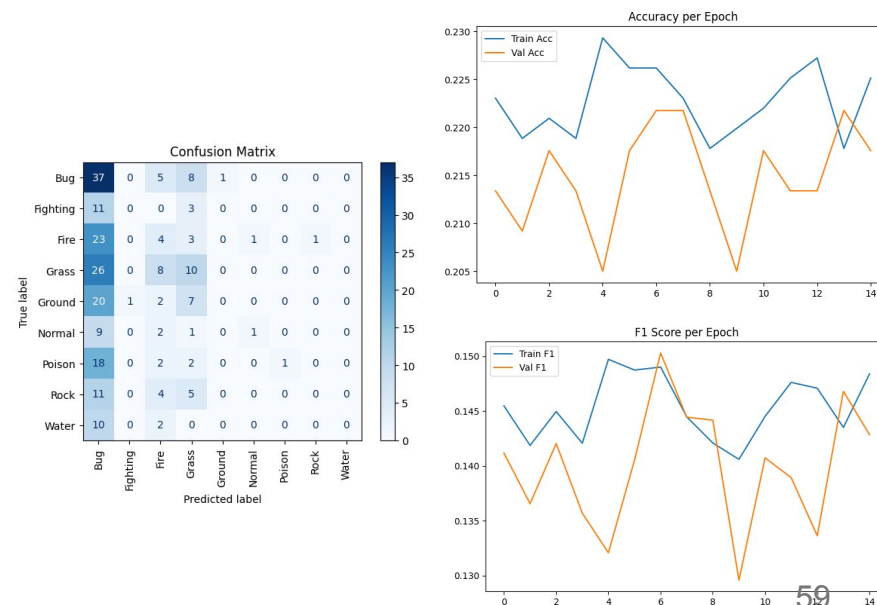 Confusion Matrix
True label
Bug 37 0 5 8 1 0 0 0 0
Fighting 11 0 0 3 0 0 0 0 0
Fire 23 0 4 3 0 1 0 1 0
Grass 26 0 8 10 0 0 0 0 0
Ground 20 1 2 7 0 0 0 0 0
Normal 9 0 2 1 0 1 0 0 0
Poison 18 0 2 2 0 0 1 0 0
Rock 11 0 4 5 0 0 0 0 0
Water 10 0 2 0 0 0 0 0 0
Bug Fighting Fire Grass Ground Normal Poison Rock Water
Predicted label
35
30
25
20
15
10
5
0
Accuracy per Epoch
Train Acc
Val Acc
0.230
0.225
0.220
0.215
0.210
0.205
0 2 4 6 8 10 12 14
F1 Score per Epoch
Train F1
Val F1
0.150
0.145
0.140
0.135
0.130
0 2 4 6 8 10 12 14
59